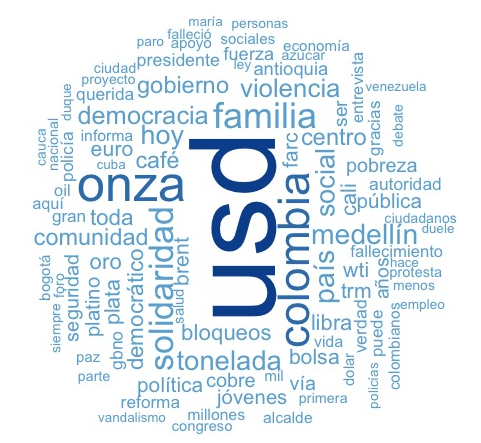 maría
personas
falleció
sociales
paro
apoyo
fuerza
economía
presidente
ley
azúcar
ciudad
antioquia
entrevista
proyecto
gobierno
violencia
venezuela
duque
querida
democracia
familia
ser
gracias
debate
cauca
nacional
policía
informa
hoy
usd
farc
centro
euro
café
cuba
pobreza
oil
onza
colombia
social
cali
autoridad
pública
aquí
gran
toda
solidaridad
ciudadanos
comunidad
brent
medellín
duele
país
fallecimiento
bogotá
foro
seguridad
oro
democrático
wti
años
hace
protesta
siempre
platino
plata
salud
trm
menos
gbno
bloqueos
libra
verdad
puede
empleo
colombianos
paz
tonelada
vida
bolsa
dolar
parte
política
cobre
mil
vía
policías
reforma
jóvenes
primera
vandalismo
millones
alcalde
congreso